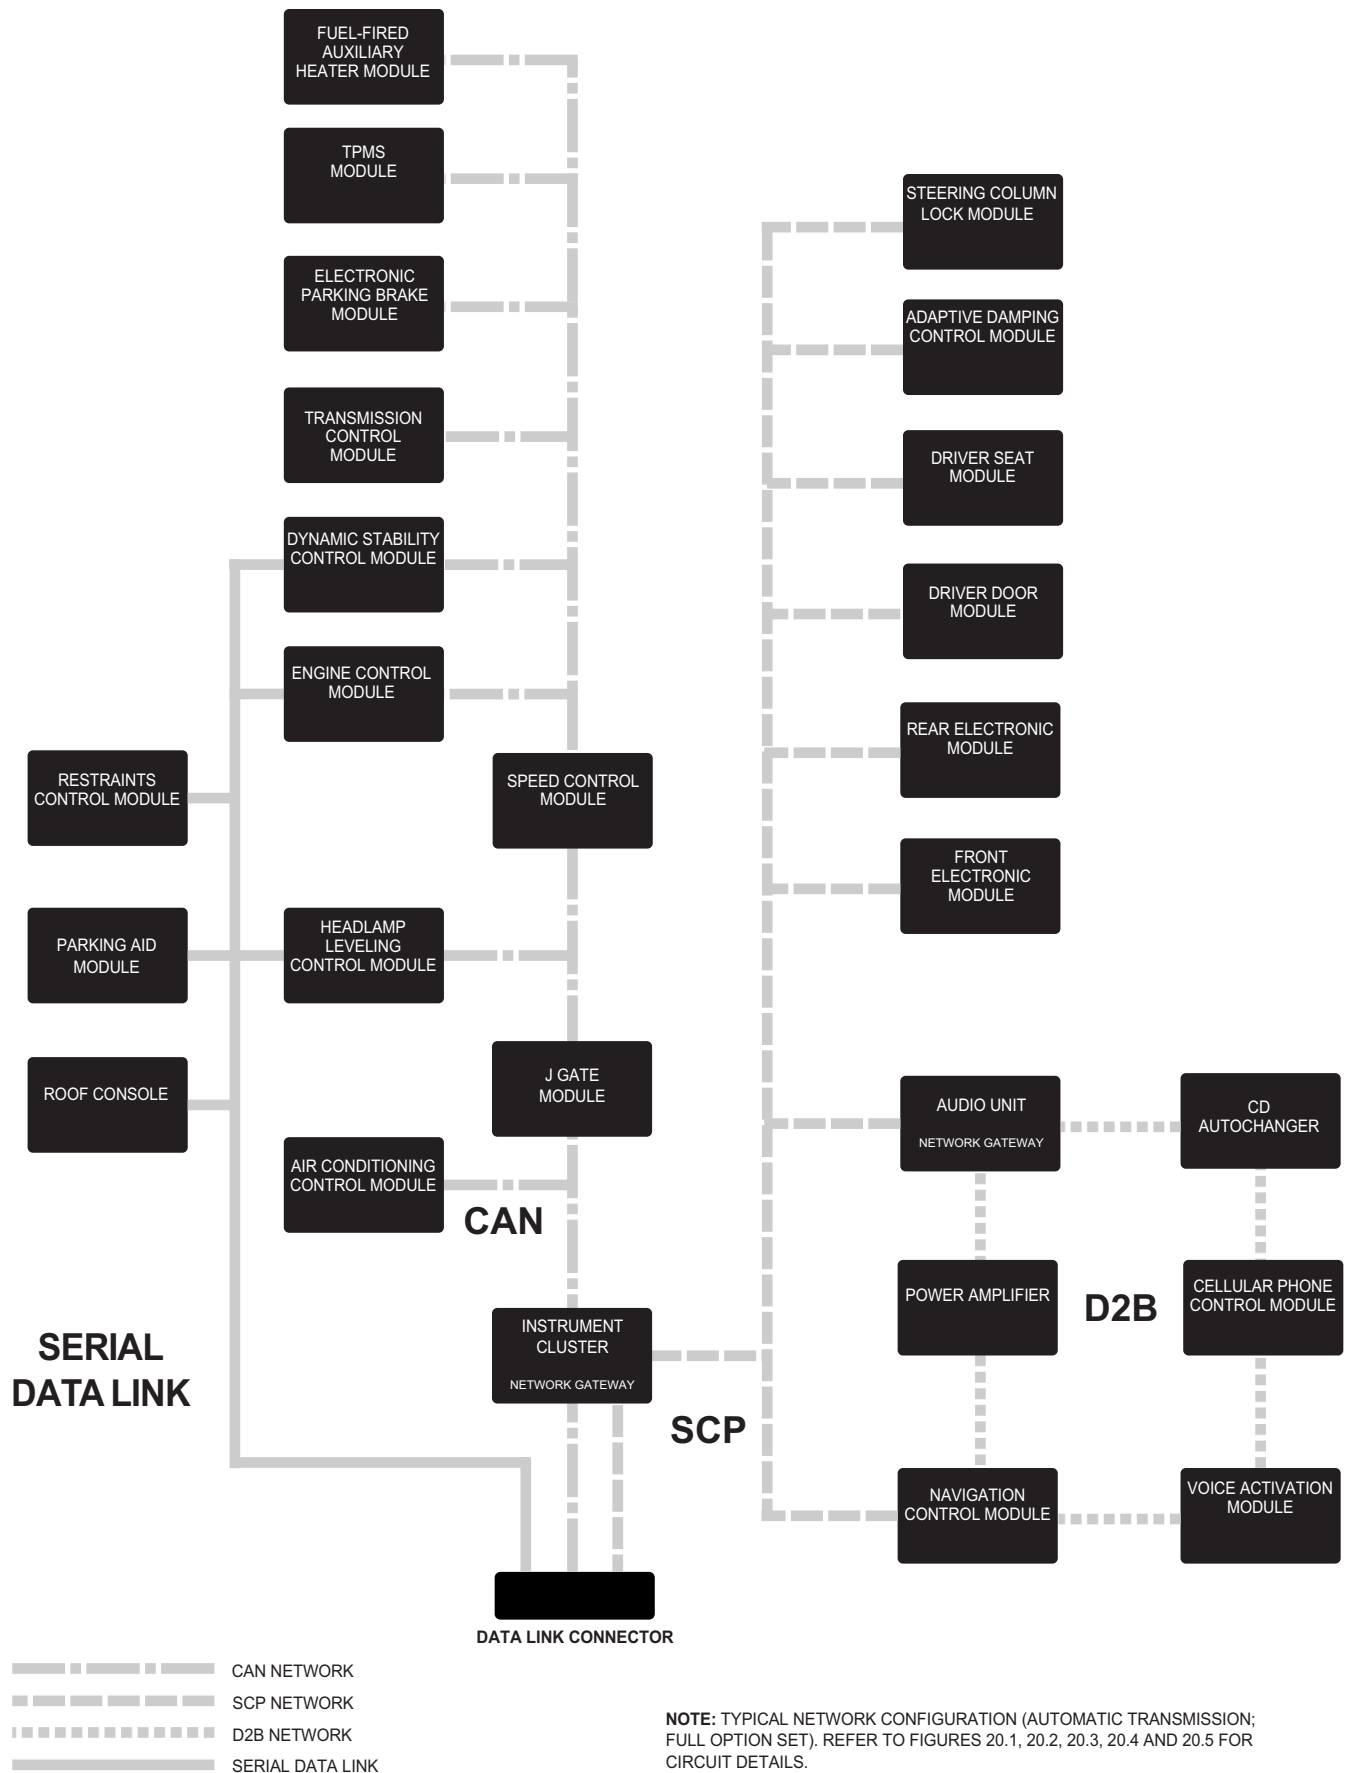 FUEL-FIRED
AUXILIARY
HEATER MODULE
TPMS
MODULE
ELECTRONIC
PARKING BRAKE
MODULE
TRANSMISSION
CONTROL
MODULE
DYNAMIC STABILITY
CONTROL MODULE
ENGINE CONTROL
MODULE
RESTRAINTS
CONTROL MODULE
SPEED CONTROL
MODULE
PARKING AID
MODULE
HEADLAMP
LEVELING
CONTROL MODULE
ROOF CONSOLE
J GATE
MODULE
AIR CONDITIONING
CONTROL MODULE
CAN
INSTRUMENT
CLUSTER
NETWORK GATEWAY
SERIAL
DATA LINK
SCP
STEERING COLUMN
LOCK MODULE
ADAPTIVE DAMPING
CONTROL MODULE
DRIVER SEAT
MODULE
DRIVER DOOR
MODULE
REAR ELECTRONIC
MODULE
FRONT
ELECTRONIC
MODULE
AUDIO UNIT
NETWORK GATEWAY
CD
AUTOCHANGER
POWER AMPLIFIER
D2B
CELLULAR PHONE
CONTROL MODULE
NAVIGATION
CONTROL MODULE
VOICE ACTIVATION
MODULE
DATA LINK CONNECTOR
CAN NETWORK
SCP NETWORK
D2B NETWORK
SERIAL DATA LINK
NOTE: TYPICAL NETWORK CONFIGURATION (AUTOMATIC TRANSMISSION;
FULL OPTION SET). REFER TO FIGURES 20.1, 20.2, 20.3, 20.4 AND 20.5 FOR
CIRCUIT DETAILS.